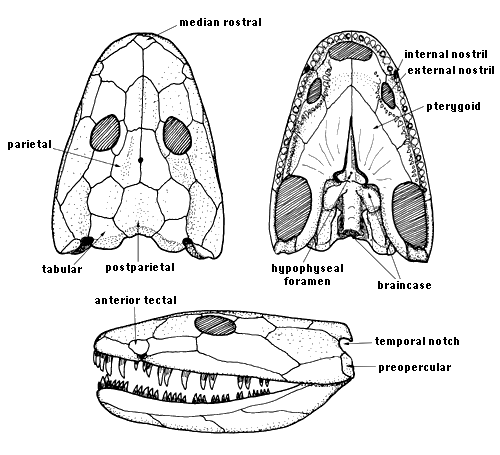 median rostral
internal nostril
external nostril
pterygoid
parietal
tabular
postparietal
hypophyseal
foramen
braincase
anterior tectal
temporal notch
preopercular